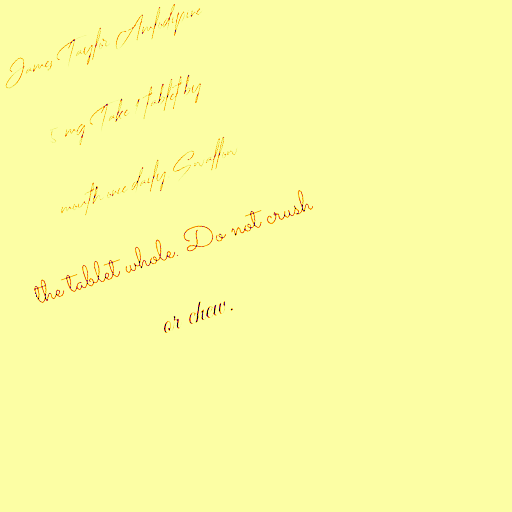 James Taylor Amlodipine
5 mg Take 1 tablet by
mouth once daily Swallow
the tablet whole. Do not crush
or chew.